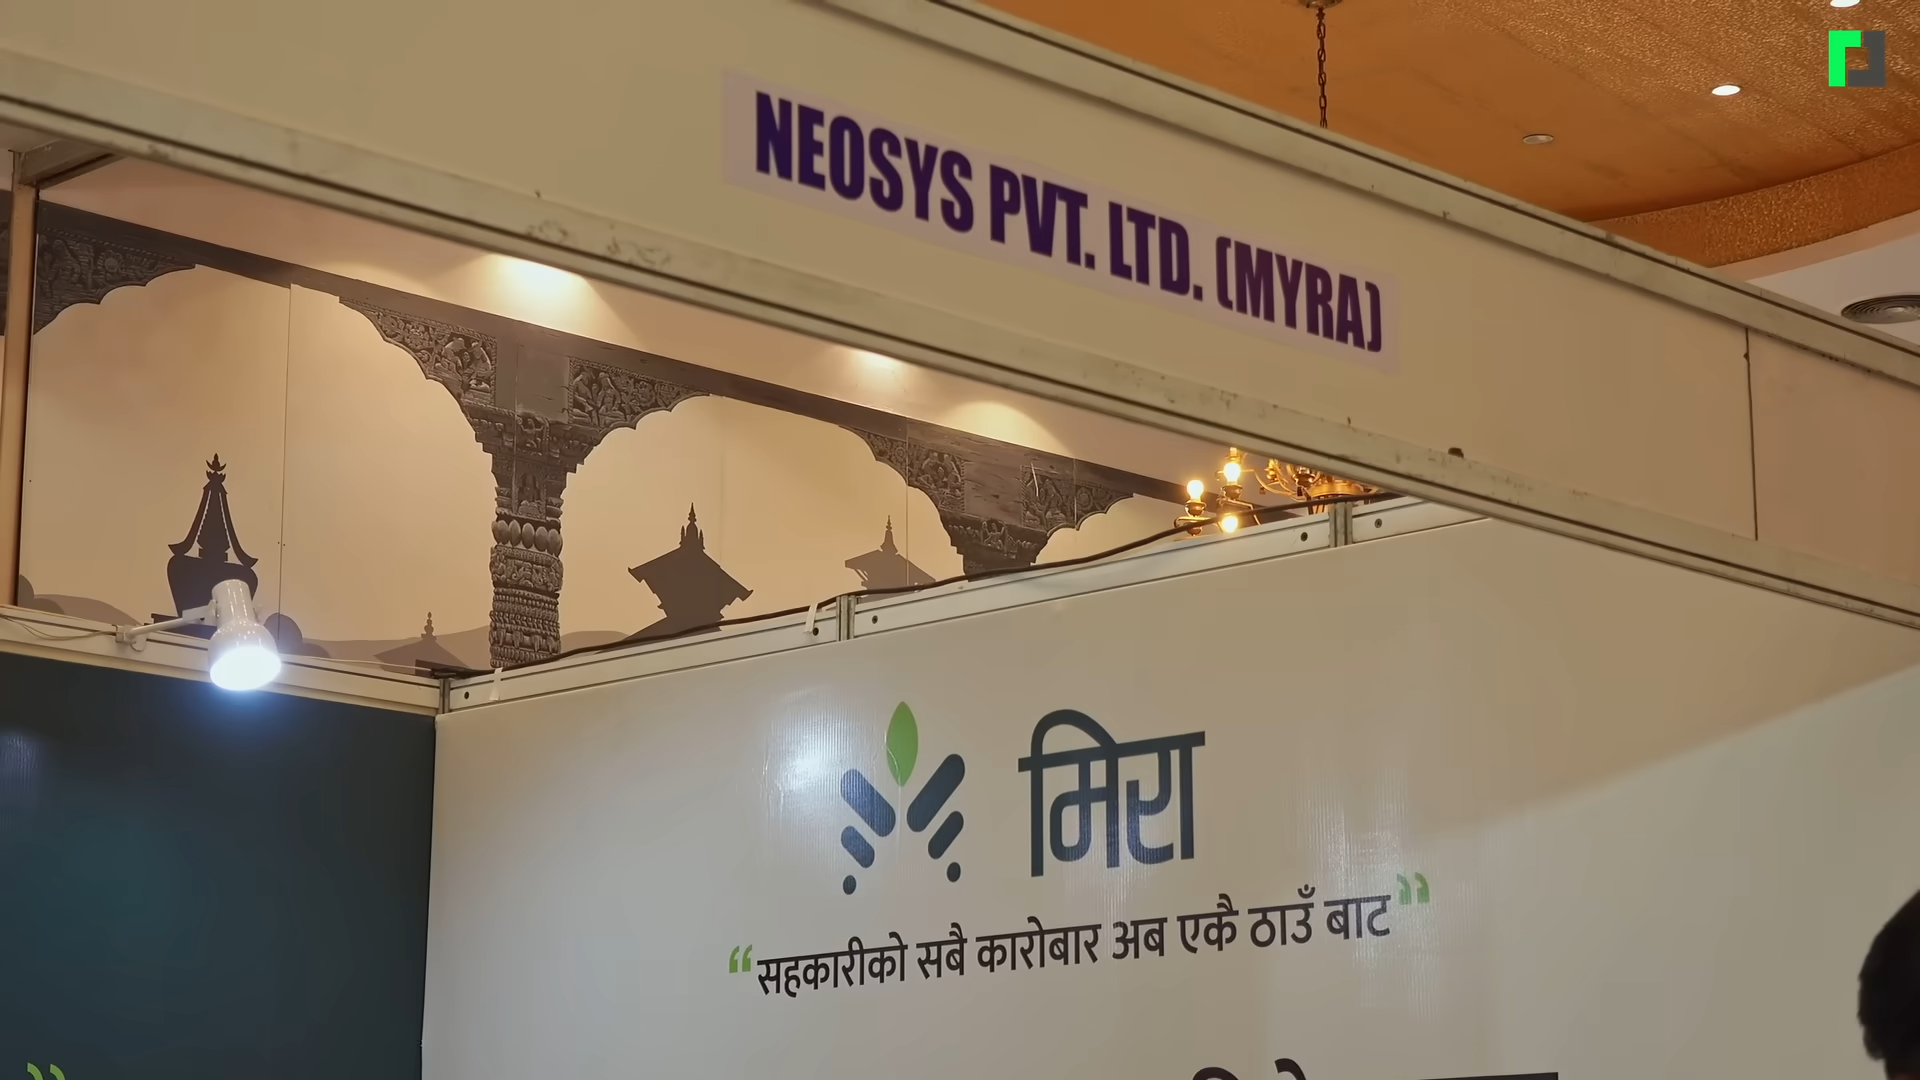 NEOSYS PVT. LTD. (MYRA)
मिरा
“सहकारीको सबै कारोबार अब एकै ठाउँ बाट”